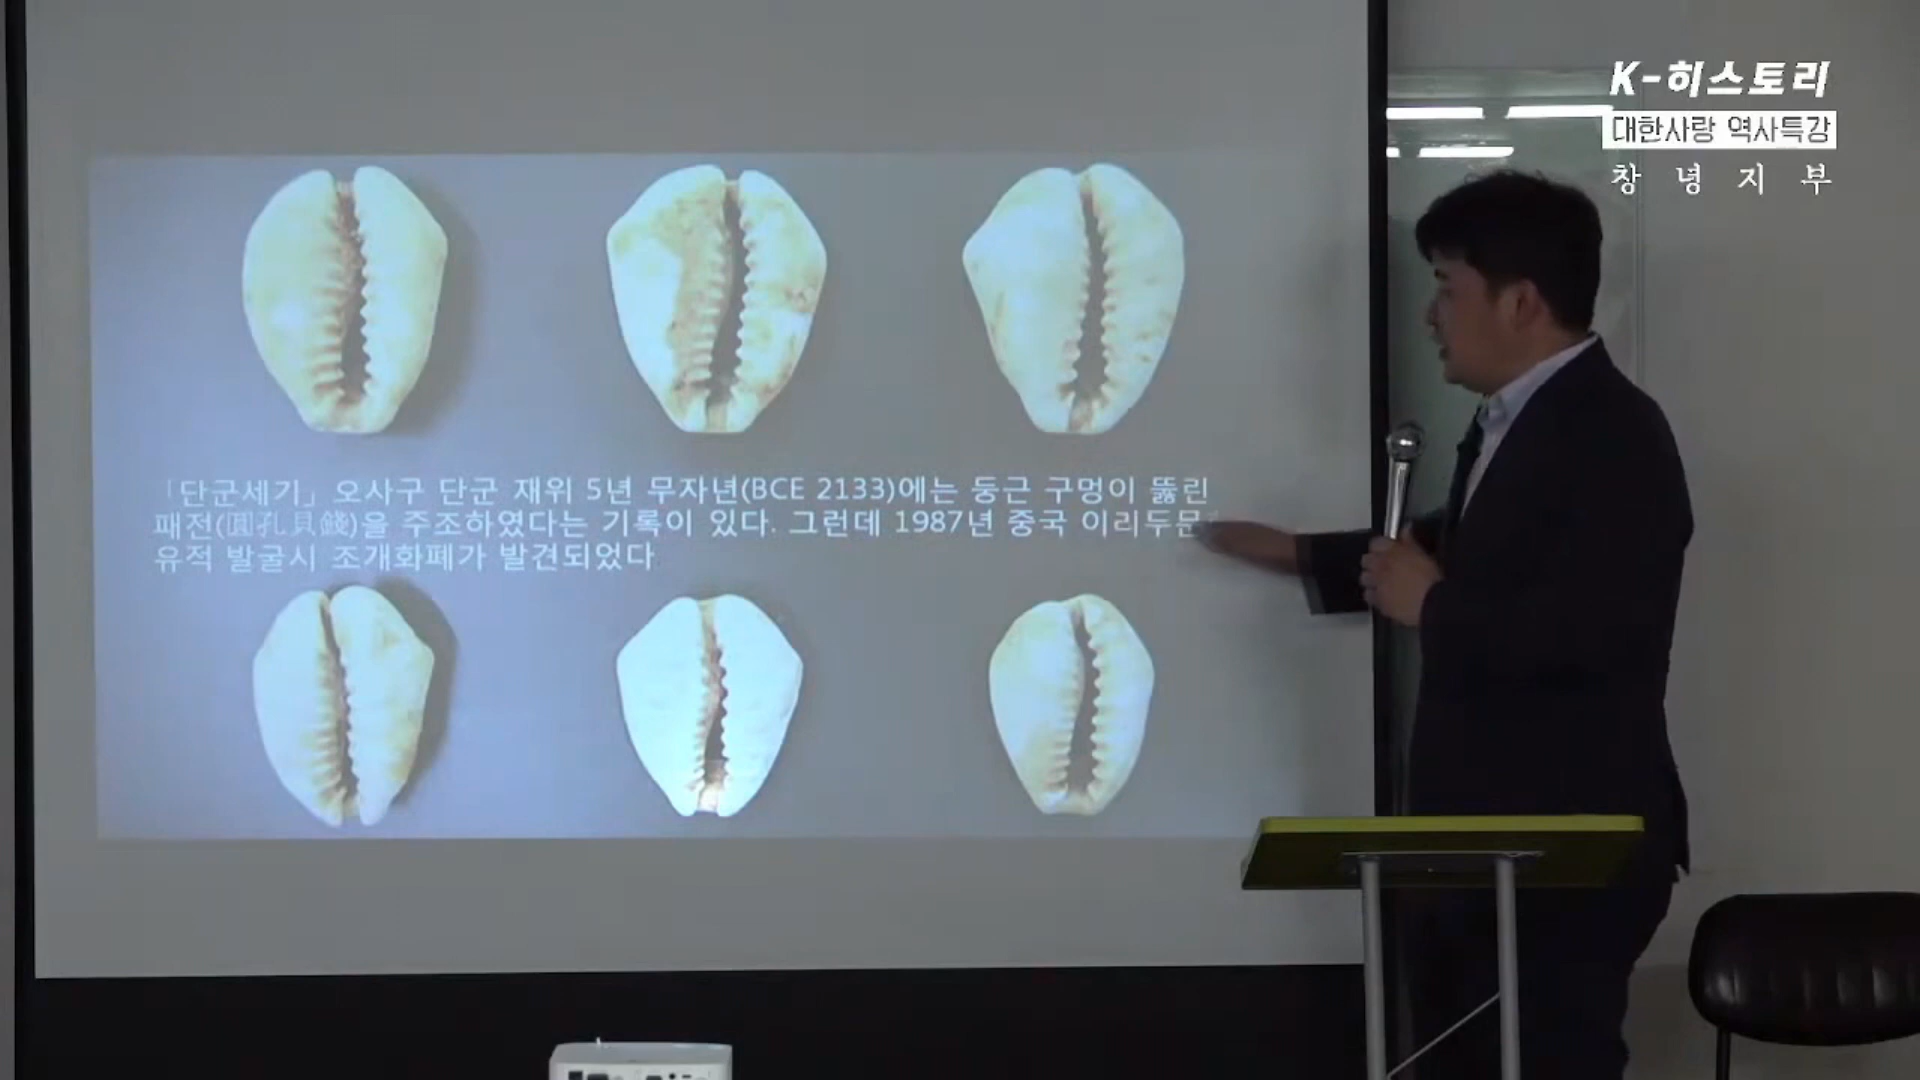 K-히스토리
대한사랑 역사특강
창녕지부
「단군세기」 오사구 단군 재위 5년 무자년(BCE 2133)에는 둥근 구멍이 뚫린
패전(圓孔貝錢)을 주조하였다는 기록이 있다. 그런데 1987년 중국 이리두문
유적 발굴시 조개화폐가 발견되었다